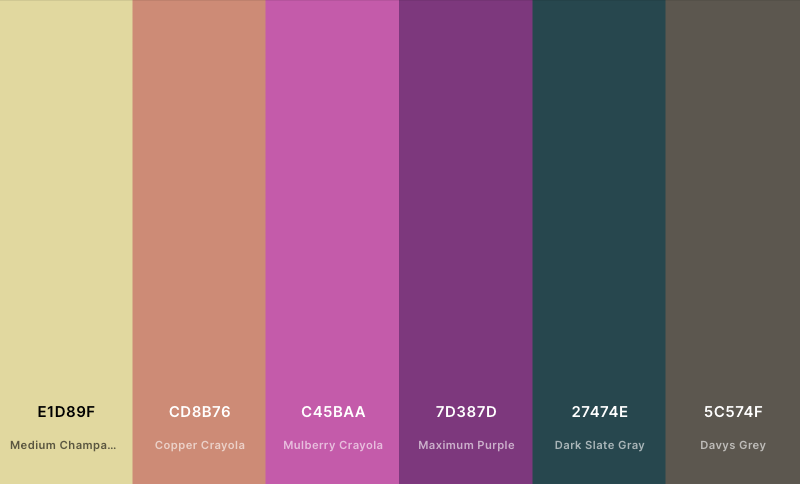 E1D89F CD8B76 C45BAA 7D387D 27474E 5C574F
Medium Champa... Copper Crayola Mulberry Crayola Maximum Purple Dark Slate Gray Davys Grey